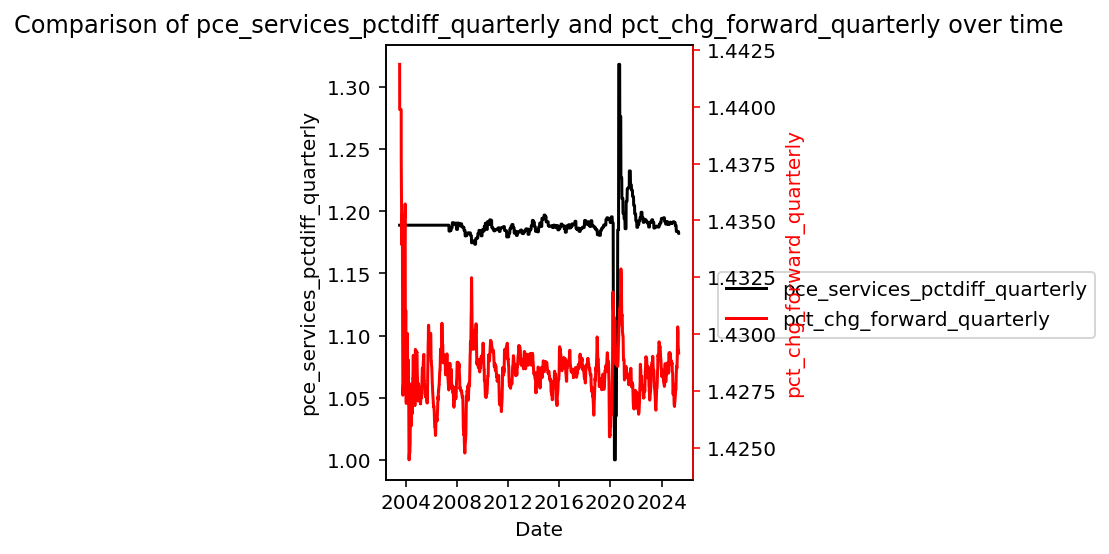 Comparison of pce_services_pctdiff_quarterly and pct_chg_forward_quarterly over time
pce_services_pctdiff_quarterly
1.30
1.25
1.20
1.15
1.10
1.05
1.00
1.4425
1.4400
1.4375
1.4350
1.4325
1.4300
1.4275
1.4250
pct_chg_forward_quarterly
pce_services_pctdiff_quarterly
pct_chg_forward_quarterly
2004 2008 2012 2016 2020 2024
Date